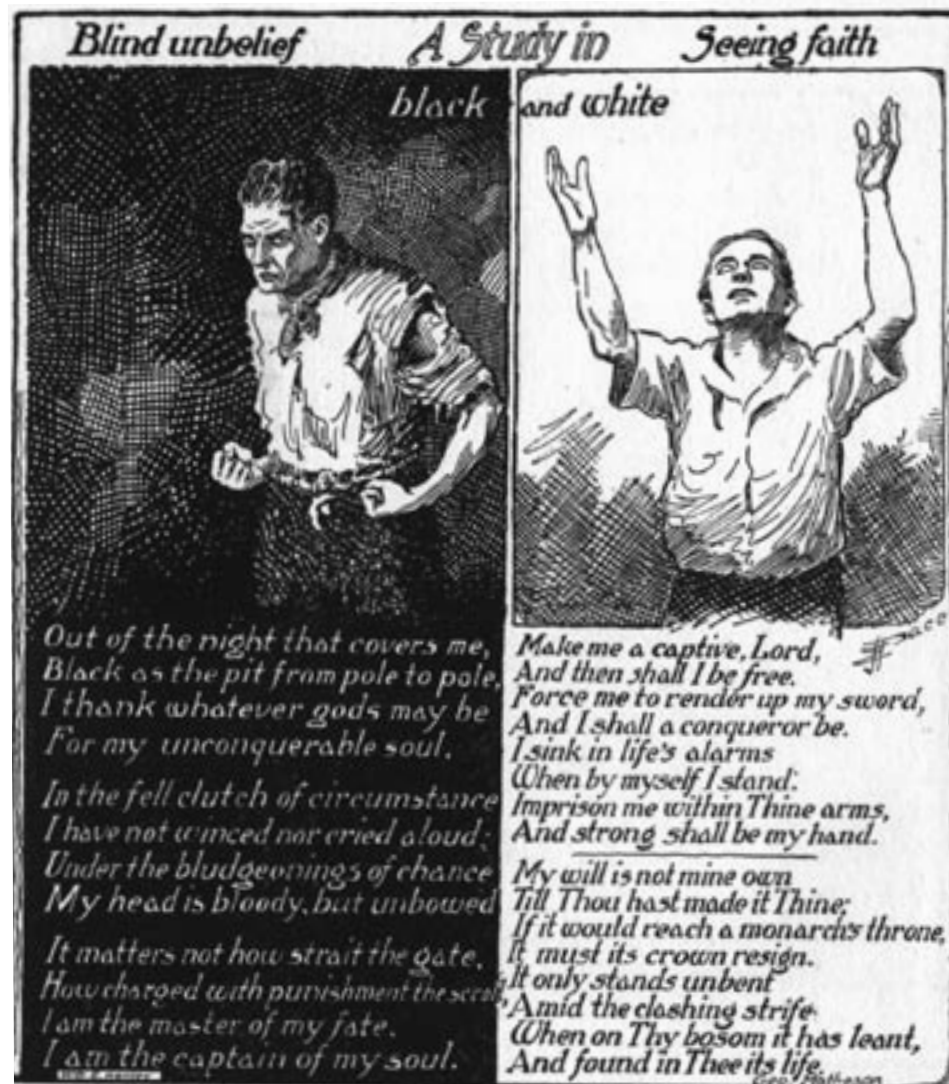 Blind unbelief
A Study in
Seeing faith
black and white
Out of the night that covers me,
Black as the pit from pole to pole,
I thank whatever gods may be
For my unconquerable soul.
In the fell clutch of circumstance
I have not winced nor cried aloud;
Under the bludgeonings of chance
My head is bloody, but unbowed
It matters not how strait the gate,
How charged with punishment the scroll,
I am the master of my fate.
I am the captain of my soul.
Make me a captive, Lord,
And then shall I be free.
Force me to render up my sword,
And I shall a conqueror be.
I sink in life's alarms
When by myself I stand;
Imprison me within Thine arms,
And strong shall be my hand.
My will is not mine own
Till Thou hast made it Thine;
If it would reach a monarch's throne,
It must its crown resign.
It only stands unbent
Amid the clashing strife
When on Thy bosom it has leant,
And found in Thee its life.